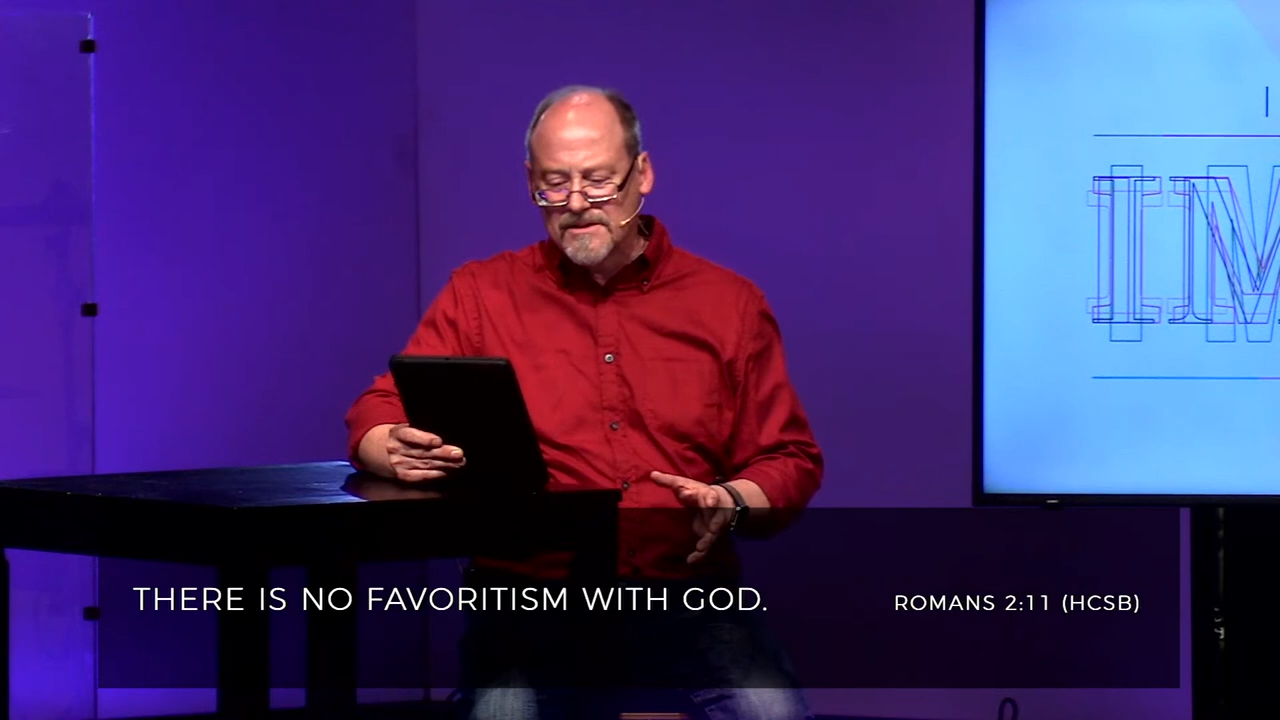 THERE IS NO FAVORITISM WITH GOD.
ROMANS 2:11 (HCSB)